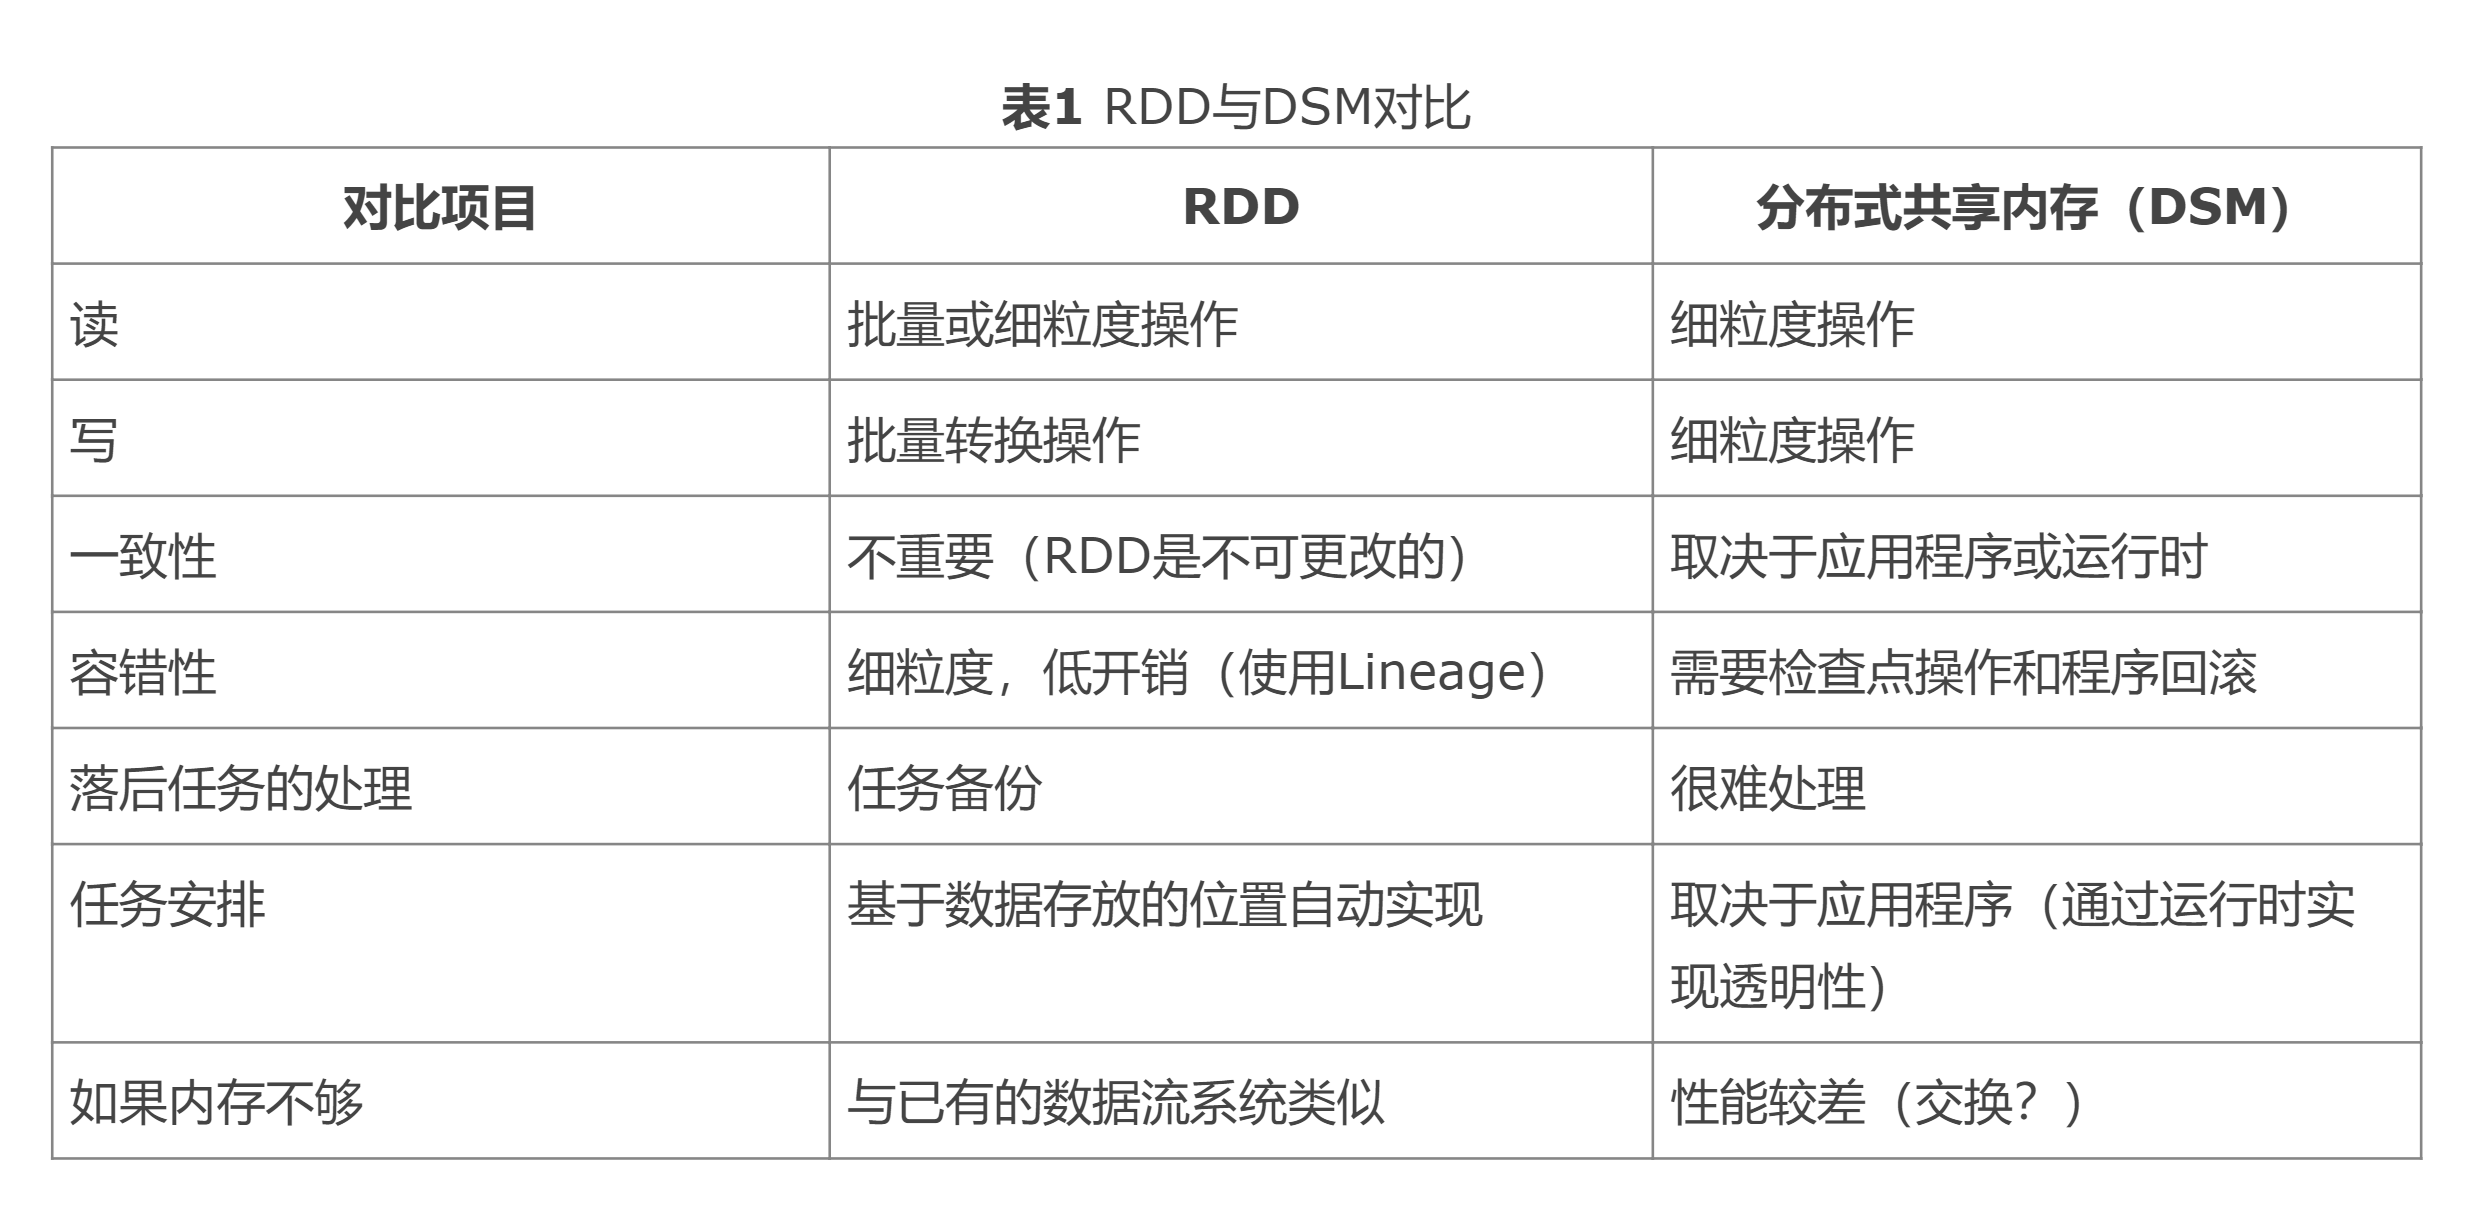 表1 RDD与DSM对比
对比项目 RDD 分布式共享内存（DSM）
读 批量或细粒度操作 细粒度操作
写 批量转换操作 细粒度操作
一致性 不重要（RDD是不可更改的） 取决于应用程序或运行时
容错性 细粒度，低开销（使用Lineage） 需要检查点操作和程序回滚
落后任务的处理 任务备份 很难处理
任务安排 基于数据存放的位置自动实现 取决于应用程序（通过运行时实
现透明性）
如果内存不够 与已有的数据流系统类似 性能较差（交换？）